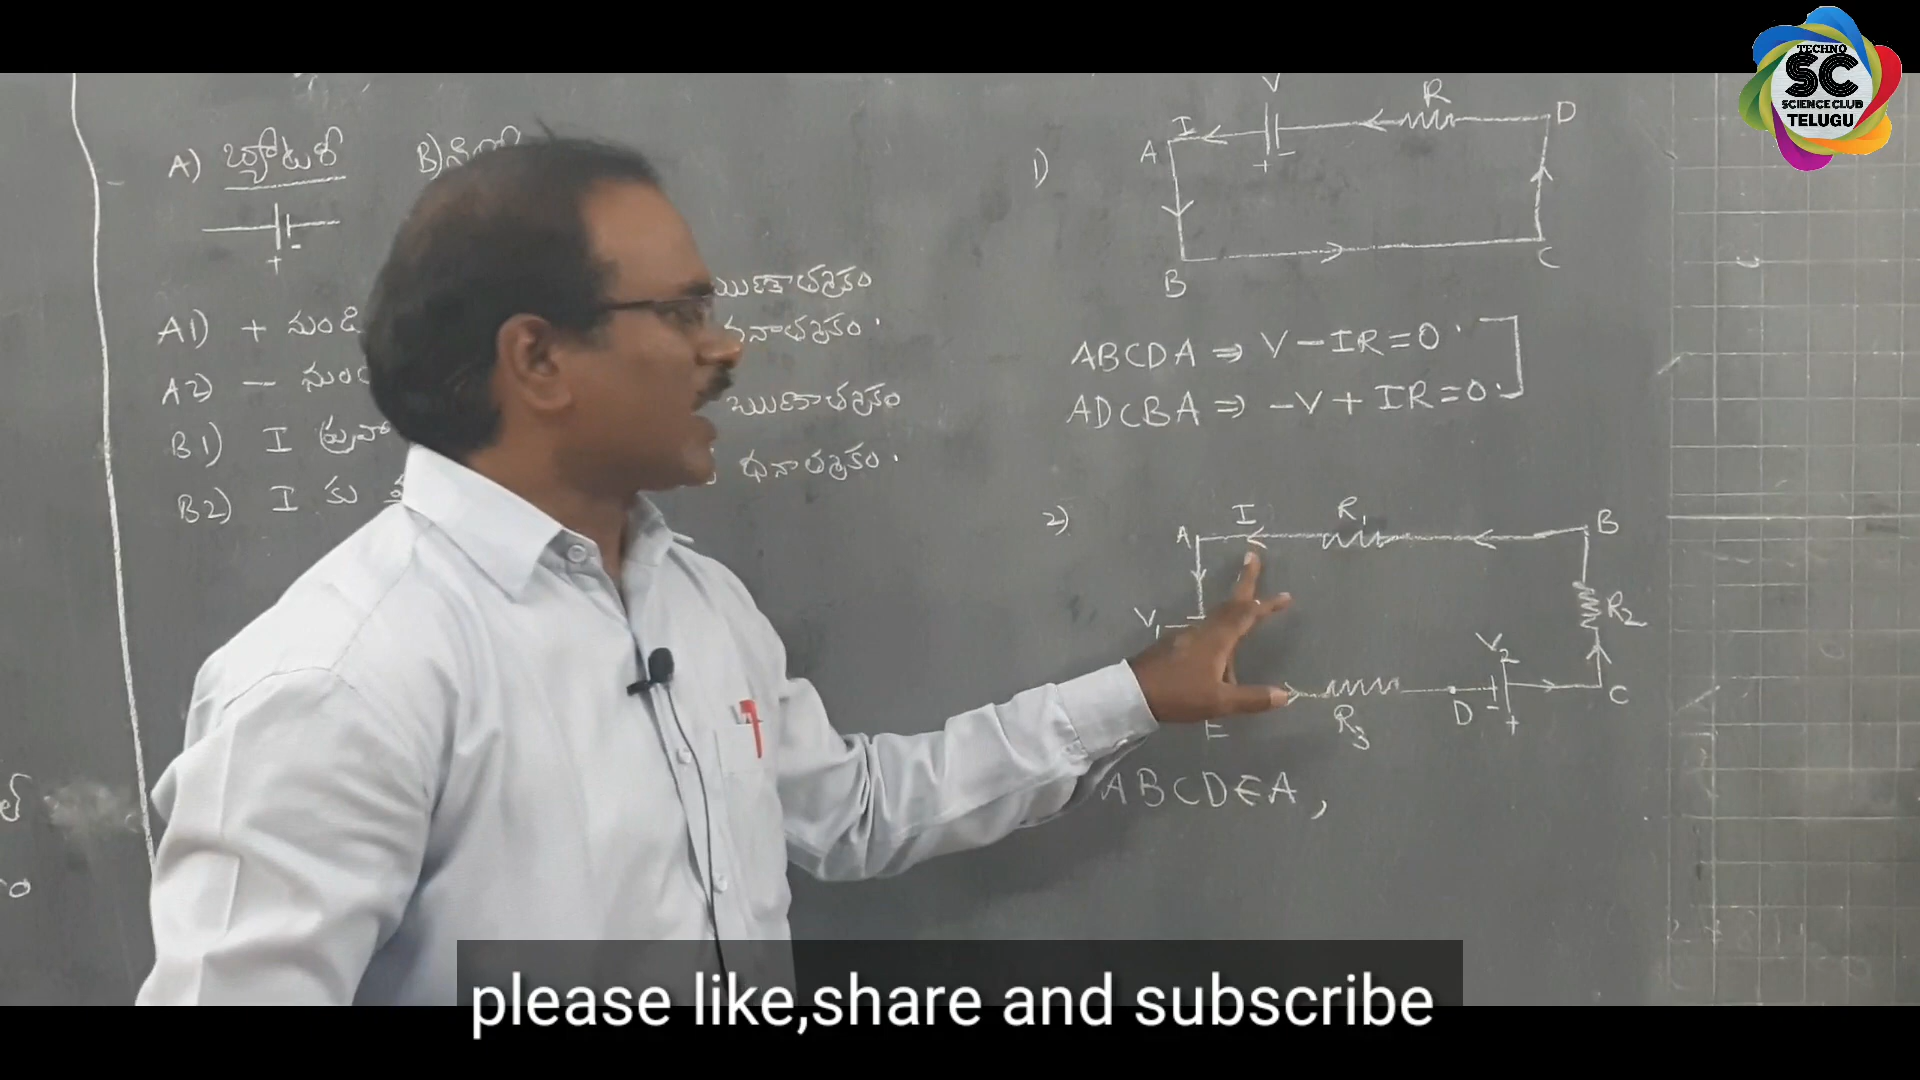 TECHNO
SC
SCIENCE CLUB
TELUGU
A) బ్యాటరీ B)
+ -
A1) + నుండి ఋణాత్మకం
A2) - ధనాత్మకం.
B1) I ఋణాత్మకం
B2) I కు ధనాత్మకం.
1)
V R
I D
A
+ -
B C
ABCDA ⇒ V - IR = 0.
ADCBA ⇒ -V + IR = 0.
2)
I R₁
A B
V₁ R₂
V₂
C
D - +
E R₃
ABCDEA,
please like,share and subscribe